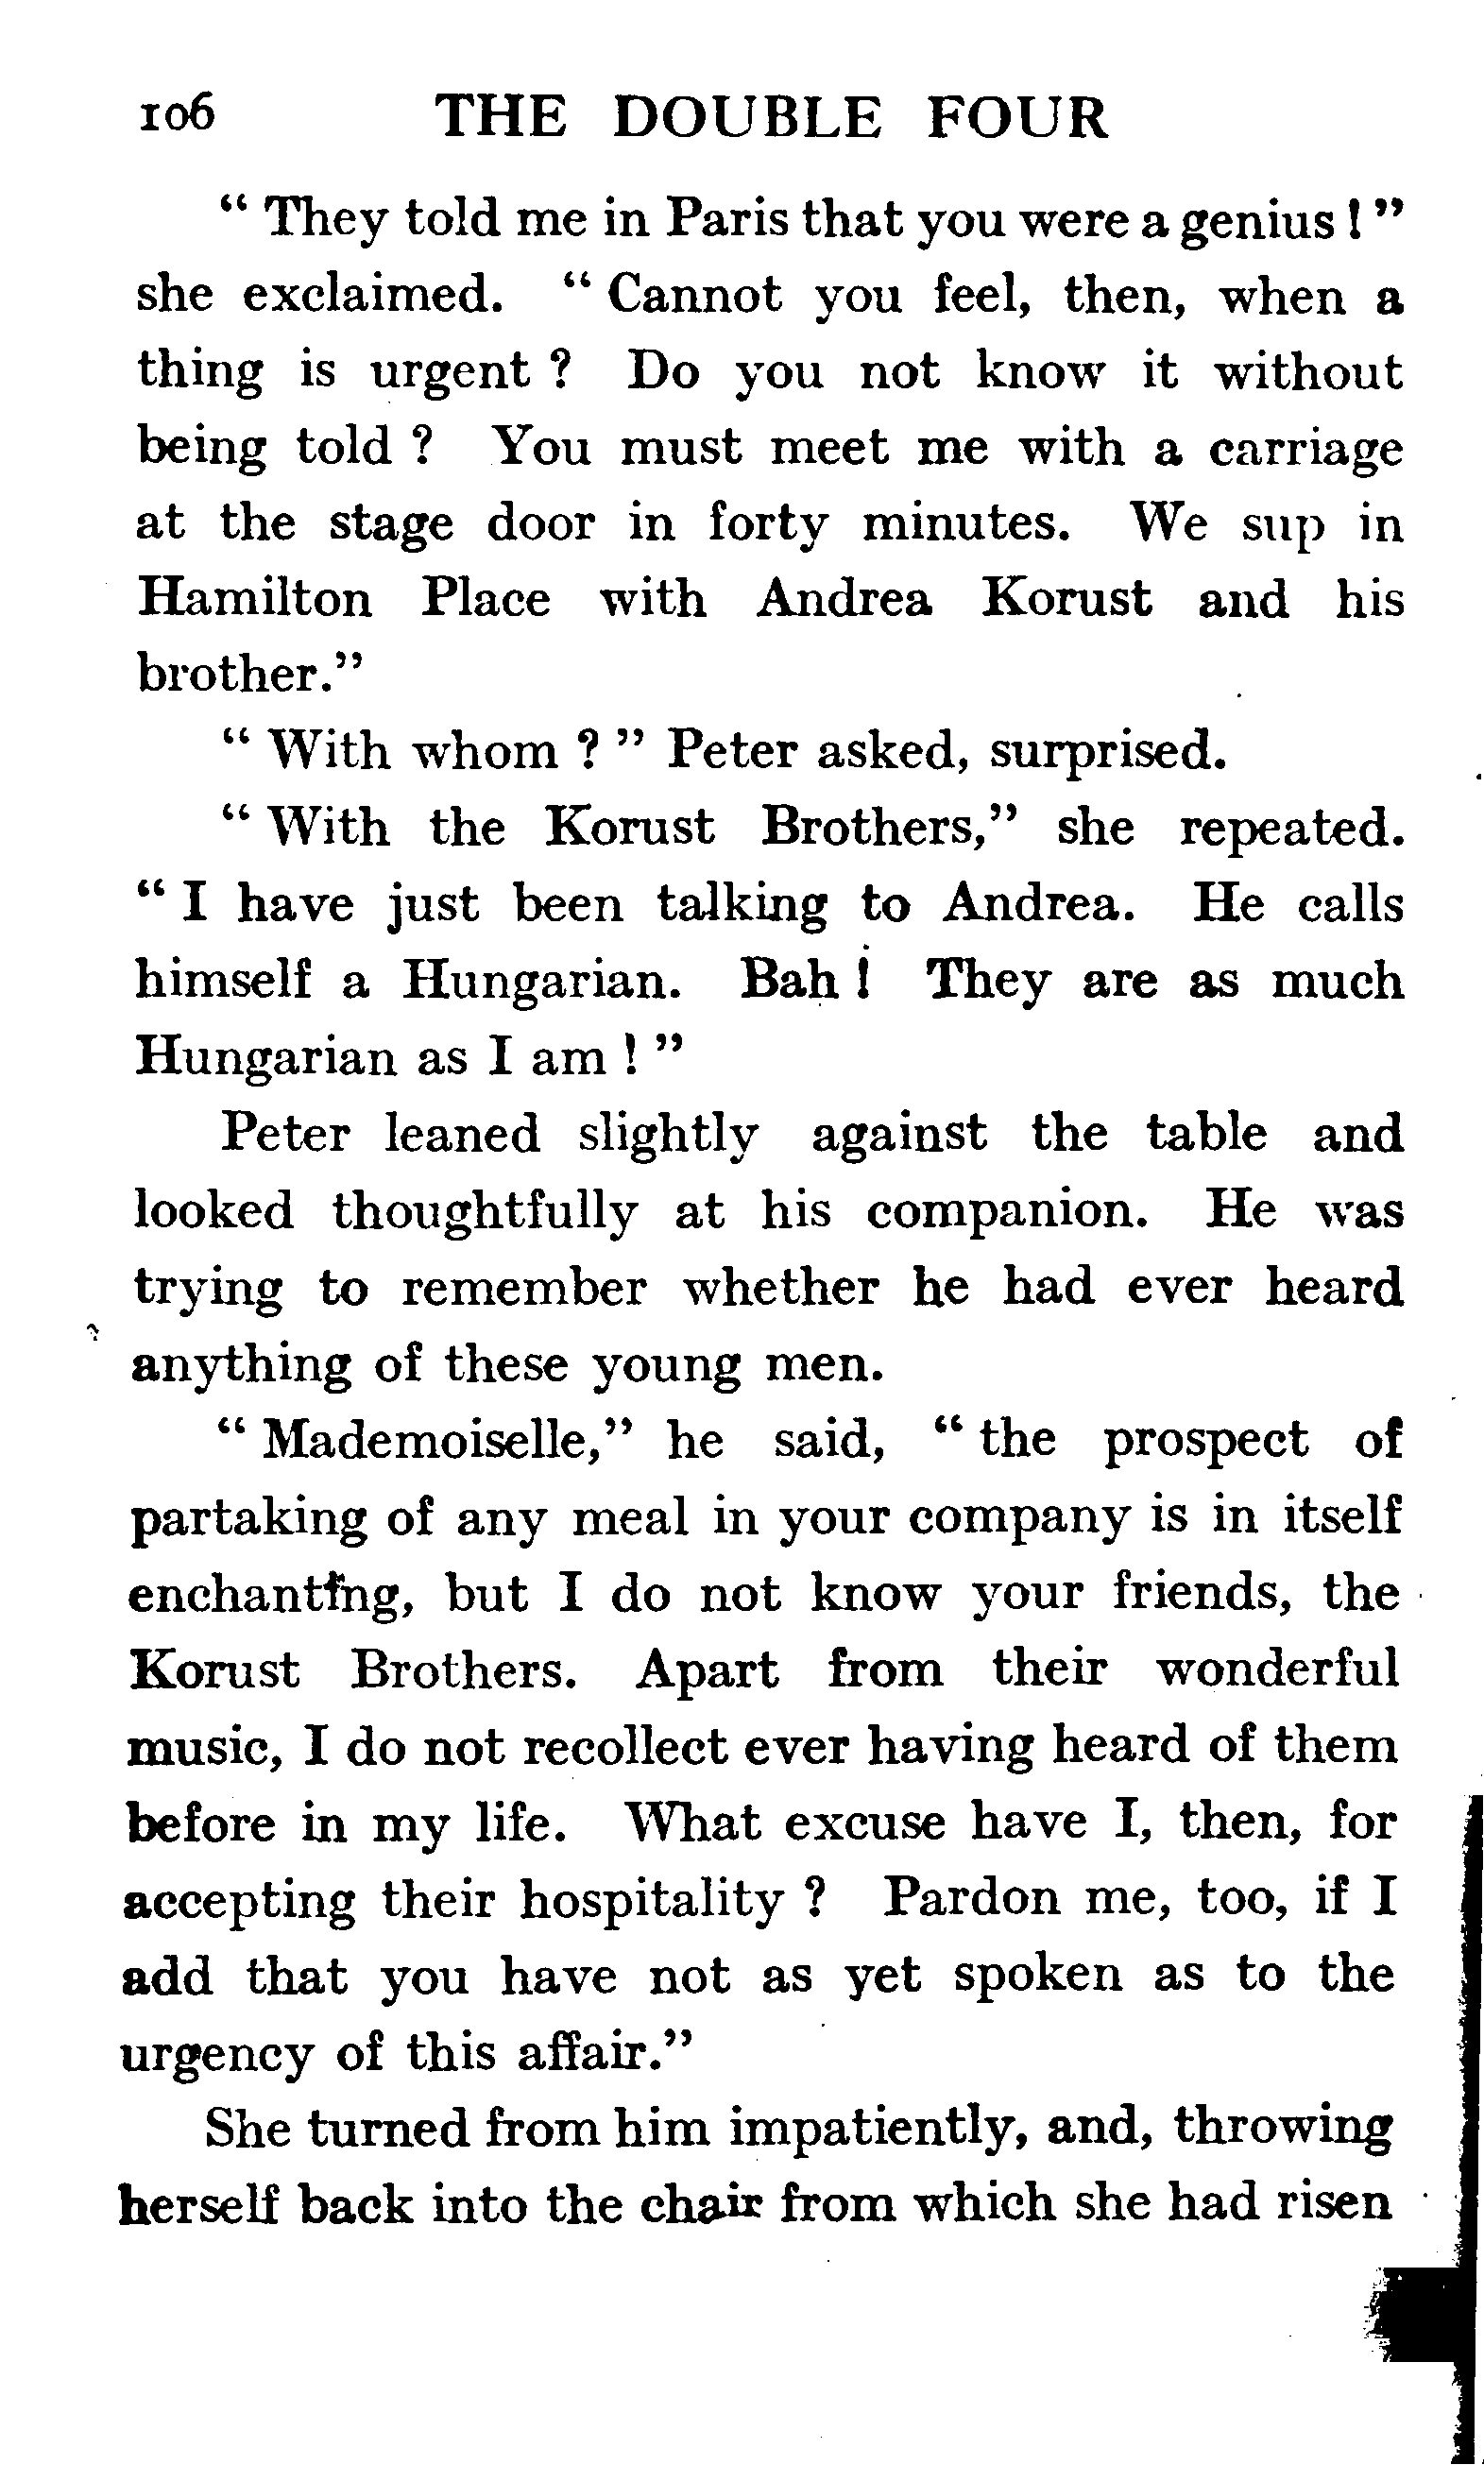 106 THE DOUBLE FOUR
“ They told me in Paris that you were a genius ! ”
she exclaimed. “ Cannot you feel, then, when a
thing is urgent ? Do you not know it without
being told ? You must meet me with a carriage
at the stage door in forty minutes. We sup in
Hamilton Place with Andrea Korust and his
brother.”
“ With whom ? ” Peter asked, surprised.
“ With the Korust Brothers,” she repeated.
“ I have just been talking to Andrea. He calls
himself a Hungarian. Bah ! They are as much
Hungarian as I am ! ”
Peter leaned slightly against the table and
looked thoughtfully at his companion. He was
trying to remember whether he had ever heard
anything of these young men.
“ Mademoiselle,” he said, “ the prospect of
partaking of any meal in your company is in itself
enchanting, but I do not know your friends, the
Korust Brothers. Apart from their wonderful
music, I do not recollect ever having heard of them
before in my life. What excuse have I, then, for
accepting their hospitality ? Pardon me, too, if I
add that you have not as yet spoken as to the
urgency of this affair.”
She turned from him impatiently, and, throwing
herself back into the chair from which she had risen